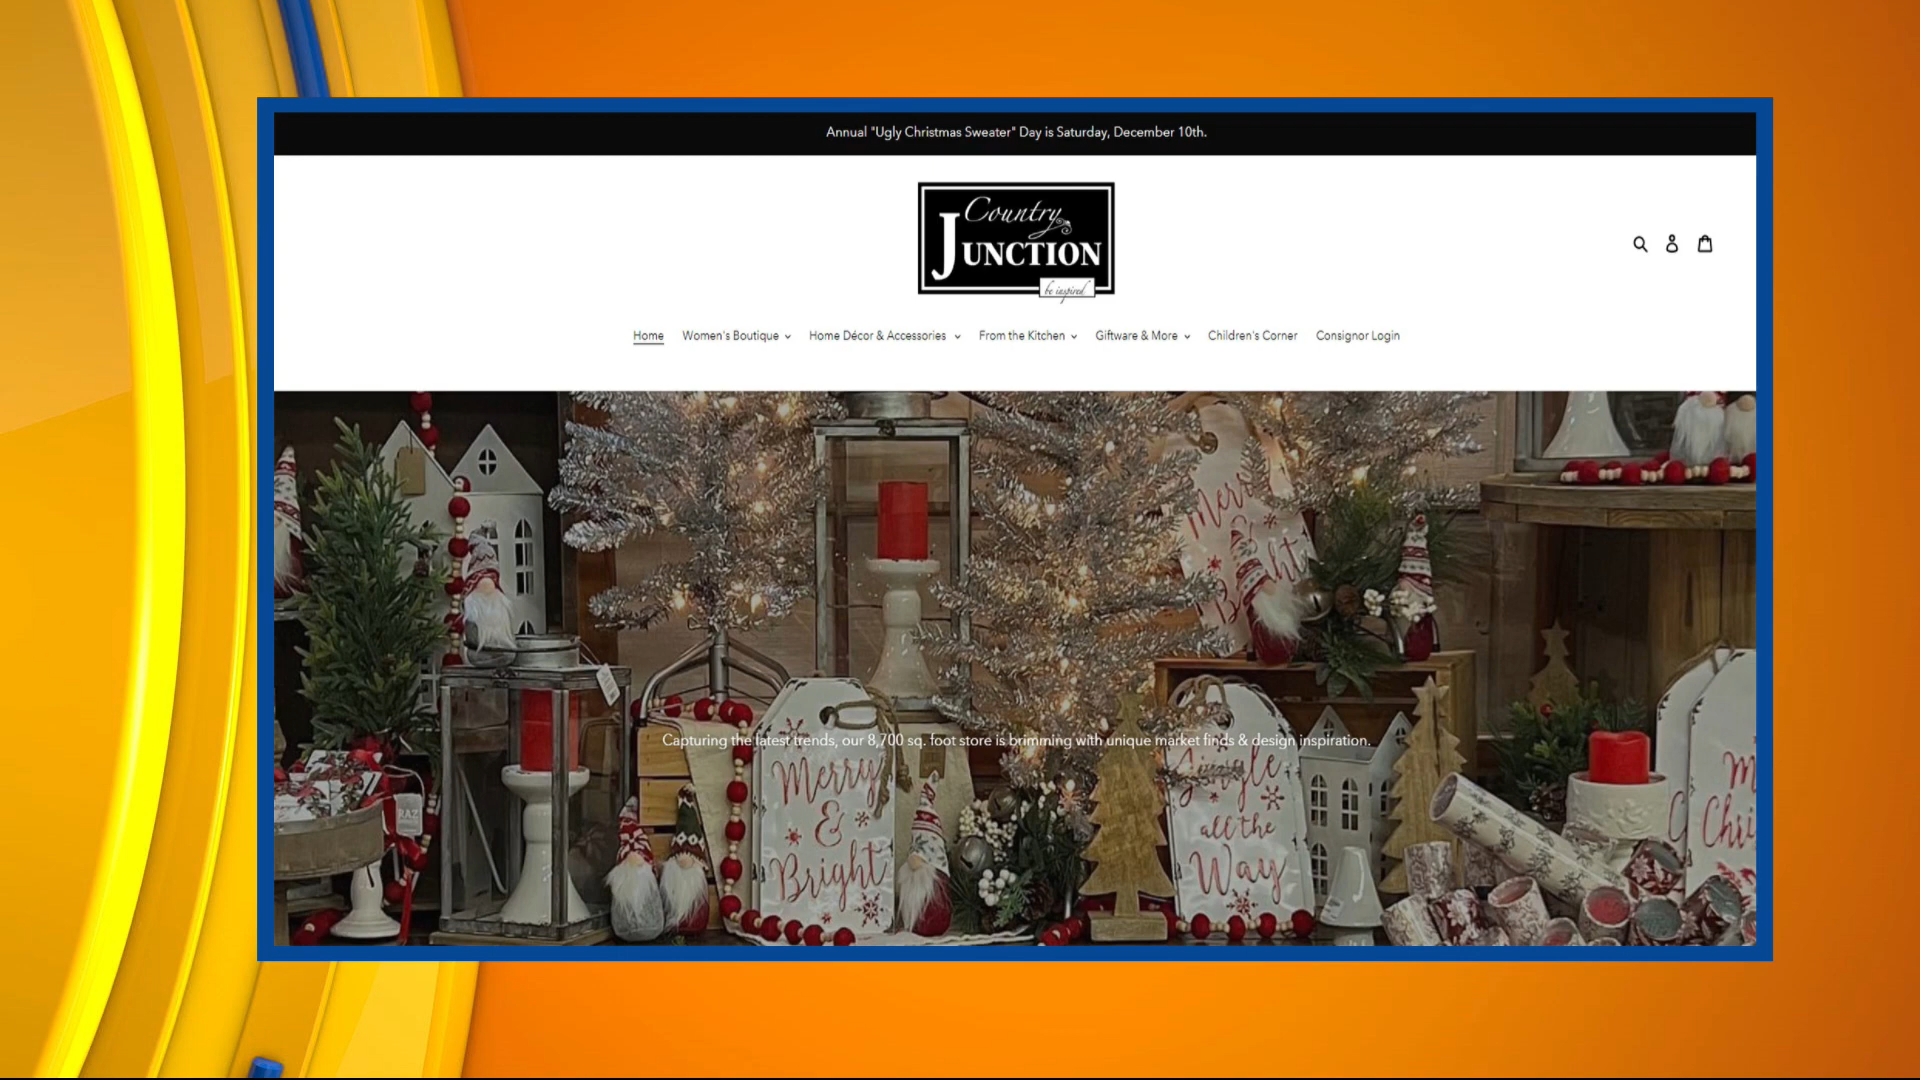 Annual "Ugly Christmas Sweater" Day is Saturday, December 10th.
Country
JUNCTION
be inspired
Home Women's Boutique Home Décor & Accessories From the Kitchen Giftware & More Children's Corner Consignor Login
Merry
&
Bright
Capturing the latest trends, our 8,700 sq. foot store is brimming with unique market finds & design inspiration.
Merry
&
Bright
Jingle
all the
Way